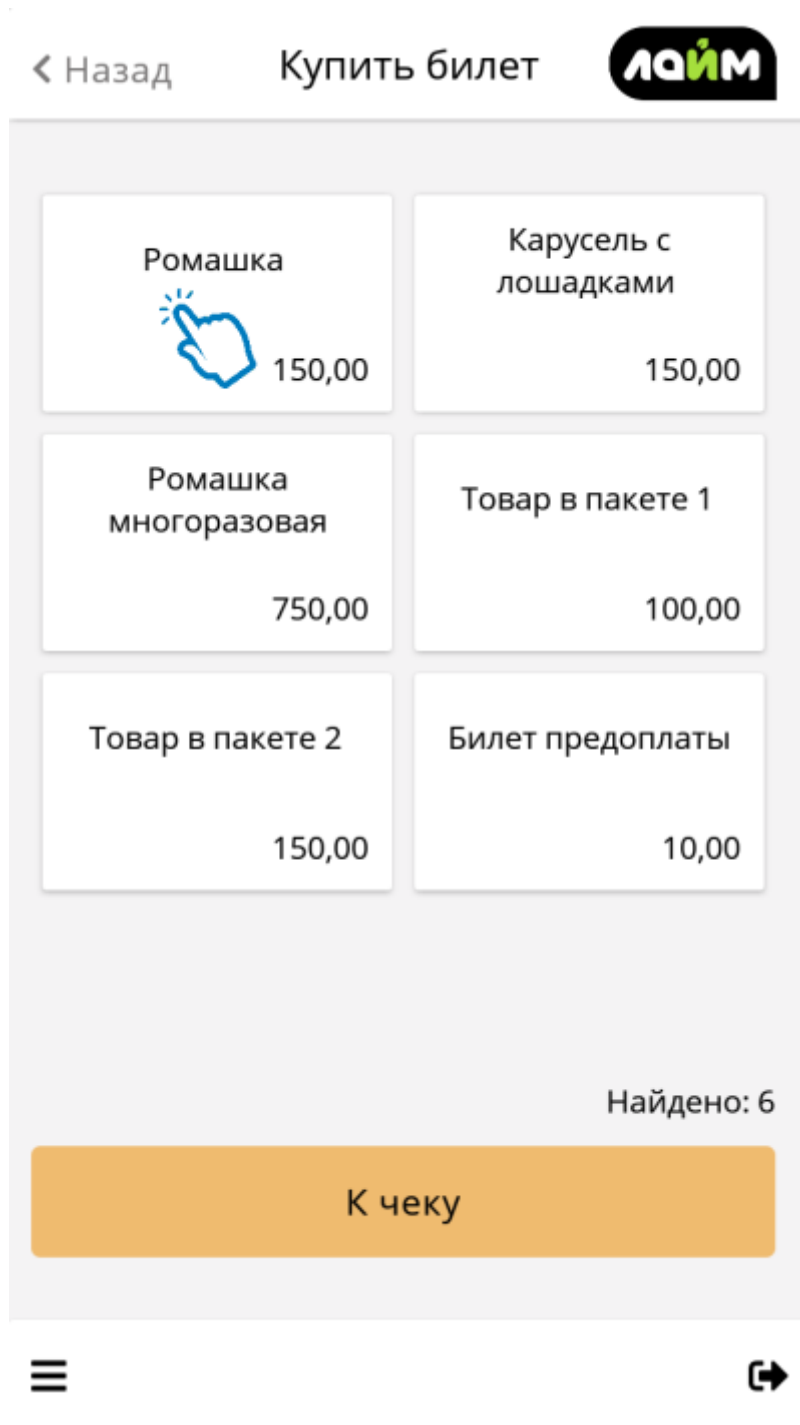 Назад
Купить билет
лайм
Ромашка
150,00
Карусель с
лошадками
150,00
Ромашка
многоразовая
750,00
Товар в пакете 1
100,00
Товар в пакете 2
150,00
Билет предоплаты
10,00
Найдено: 6
К чеку